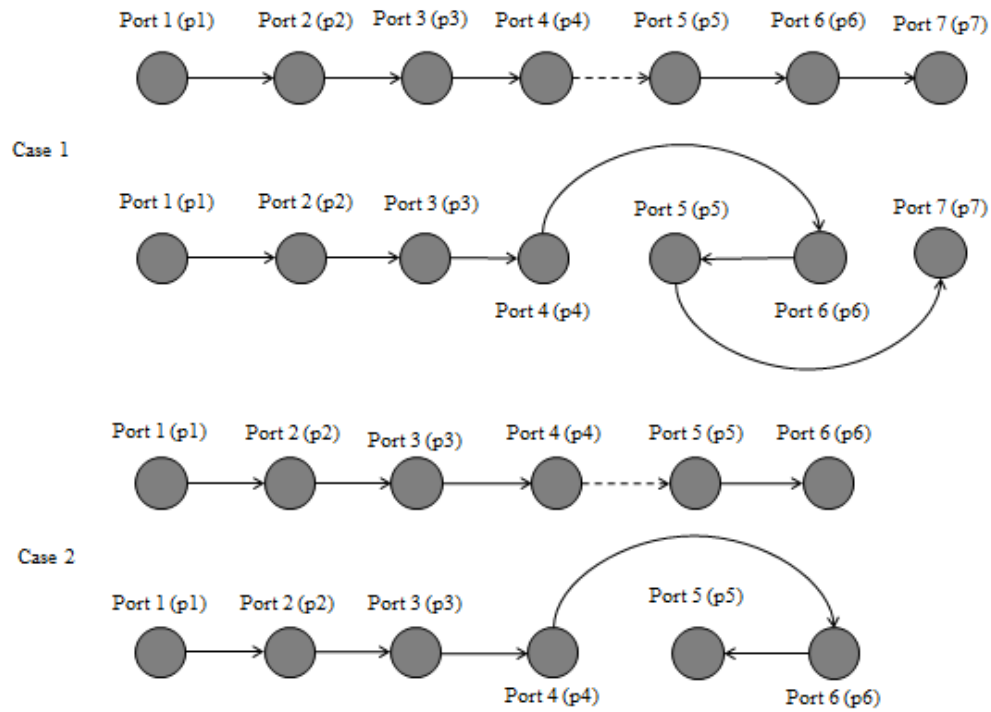 Port 1 (p1) Port 2 (p2) Port 3 (p3) Port 4 (p4) Port 5 (p5) Port 6 (p6) Port 7 (p7)
Case 1
Port 1 (p1) Port 2 (p2) Port 3 (p3) Port 5 (p5) Port 7 (p7)
Port 4 (p4) Port 6 (p6)
Port 1 (p1) Port 2 (p2) Port 3 (p3) Port 4 (p4) Port 5 (p5) Port 6 (p6)
Case 2
Port 1 (p1) Port 2 (p2) Port 3 (p3) Port 5 (p5)
Port 4 (p4) Port 6 (p6)